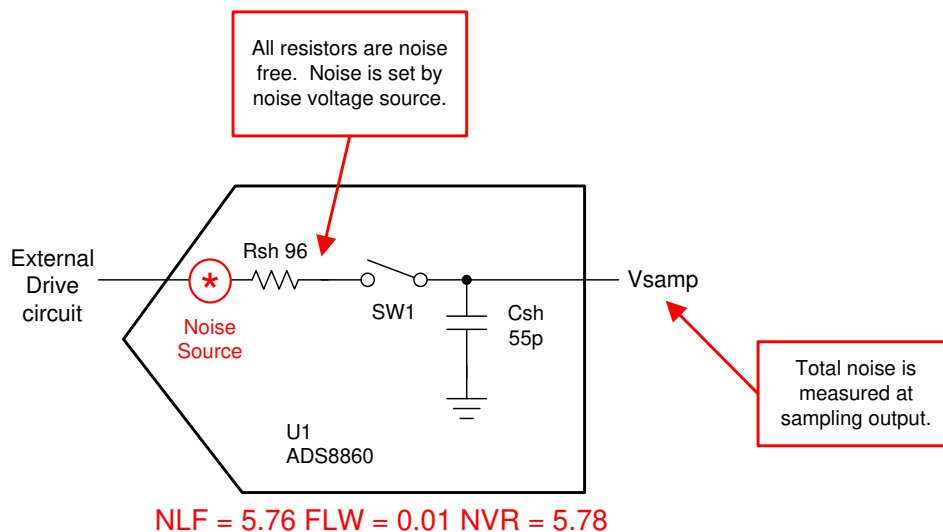 All resistors are noise
free. Noise is set by
noise voltage source.
External
Drive
circuit
*
Noise
Source
Rsh 96
SW1
Csh
55p
Vsamp
Total noise is
measured at
sampling output.
U1
ADS8860
NLF = 5.76 FLW = 0.01 NVR = 5.78